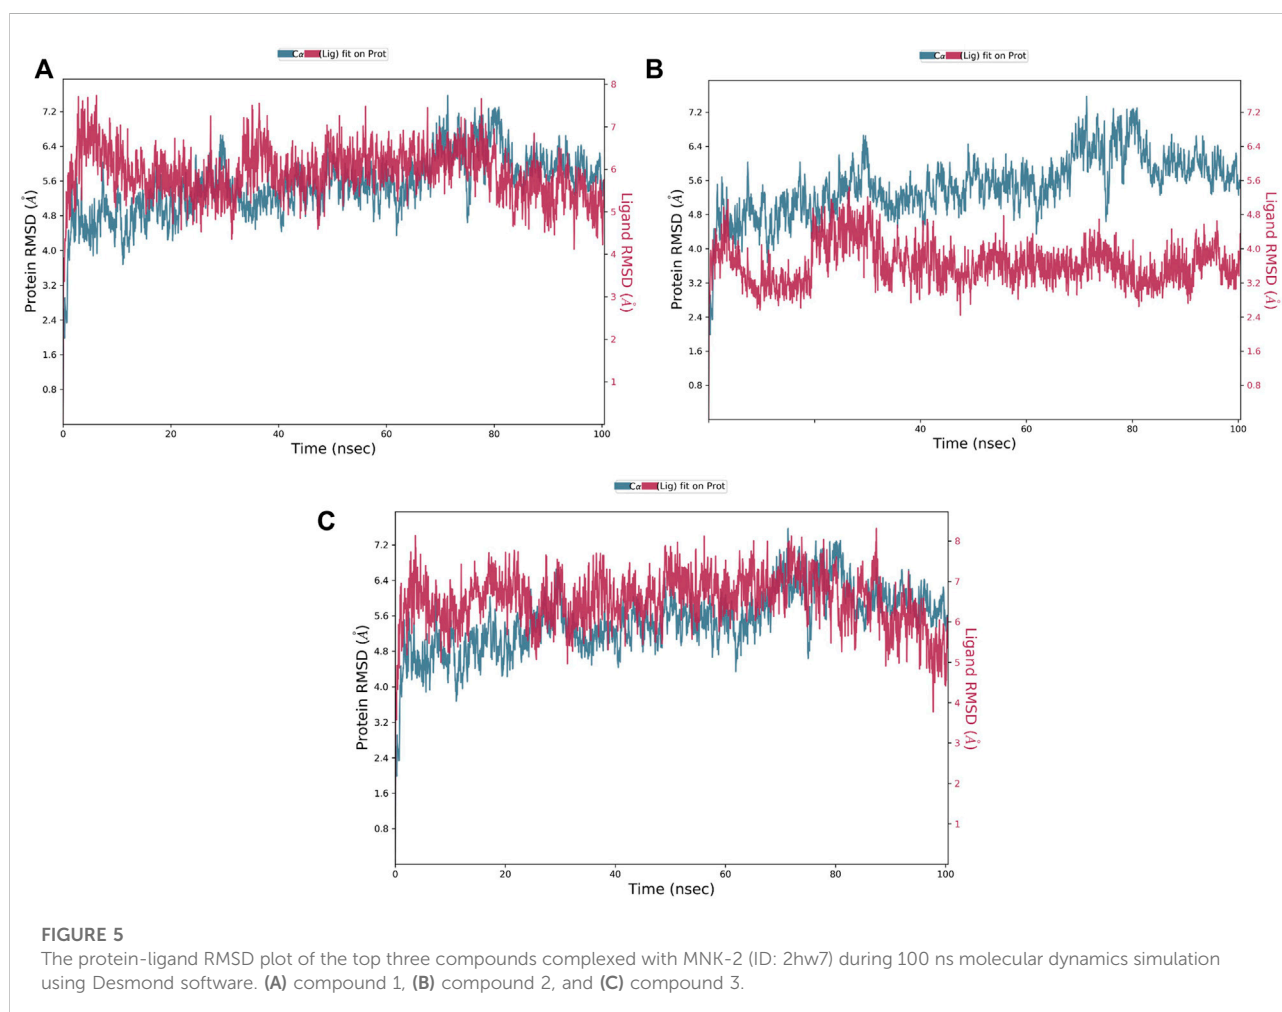 A
Cα (Lig) fit on Prot
Protein RMSD (Å)
7.2
6.4
5.6
4.8
4.0
3.2
2.4
1.6
0.8
8
7
6
5
4
3
2
1
Ligand RMSD (Å)
0 20 40 60 80 100
Time (nsec)
B
Cα (Lig) fit on Prot
Protein RMSD (Å)
7.2
6.4
5.6
4.8
4.0
3.2
2.4
1.6
0.8
7.2
6.4
5.6
4.8
4.0
3.2
2.4
1.6
0.8
Ligand RMSD (Å)
40 60 80 100
Time (nsec)
C
Cα (Lig) fit on Prot
Protein RMSD (Å)
7.2
6.4
5.6
4.8
4.0
3.2
2.4
1.6
0.8
8
7
6
5
4
3
2
1
Ligand RMSD (Å)
0 20 40 60 80 100
Time (nsec)
FIGURE 5
The protein-ligand RMSD plot of the top three compounds complexed with MNK-2 (ID: 2hw7) during 100 ns molecular dynamics simulation
using Desmond software. (A) compound 1, (B) compound 2, and (C) compound 3.